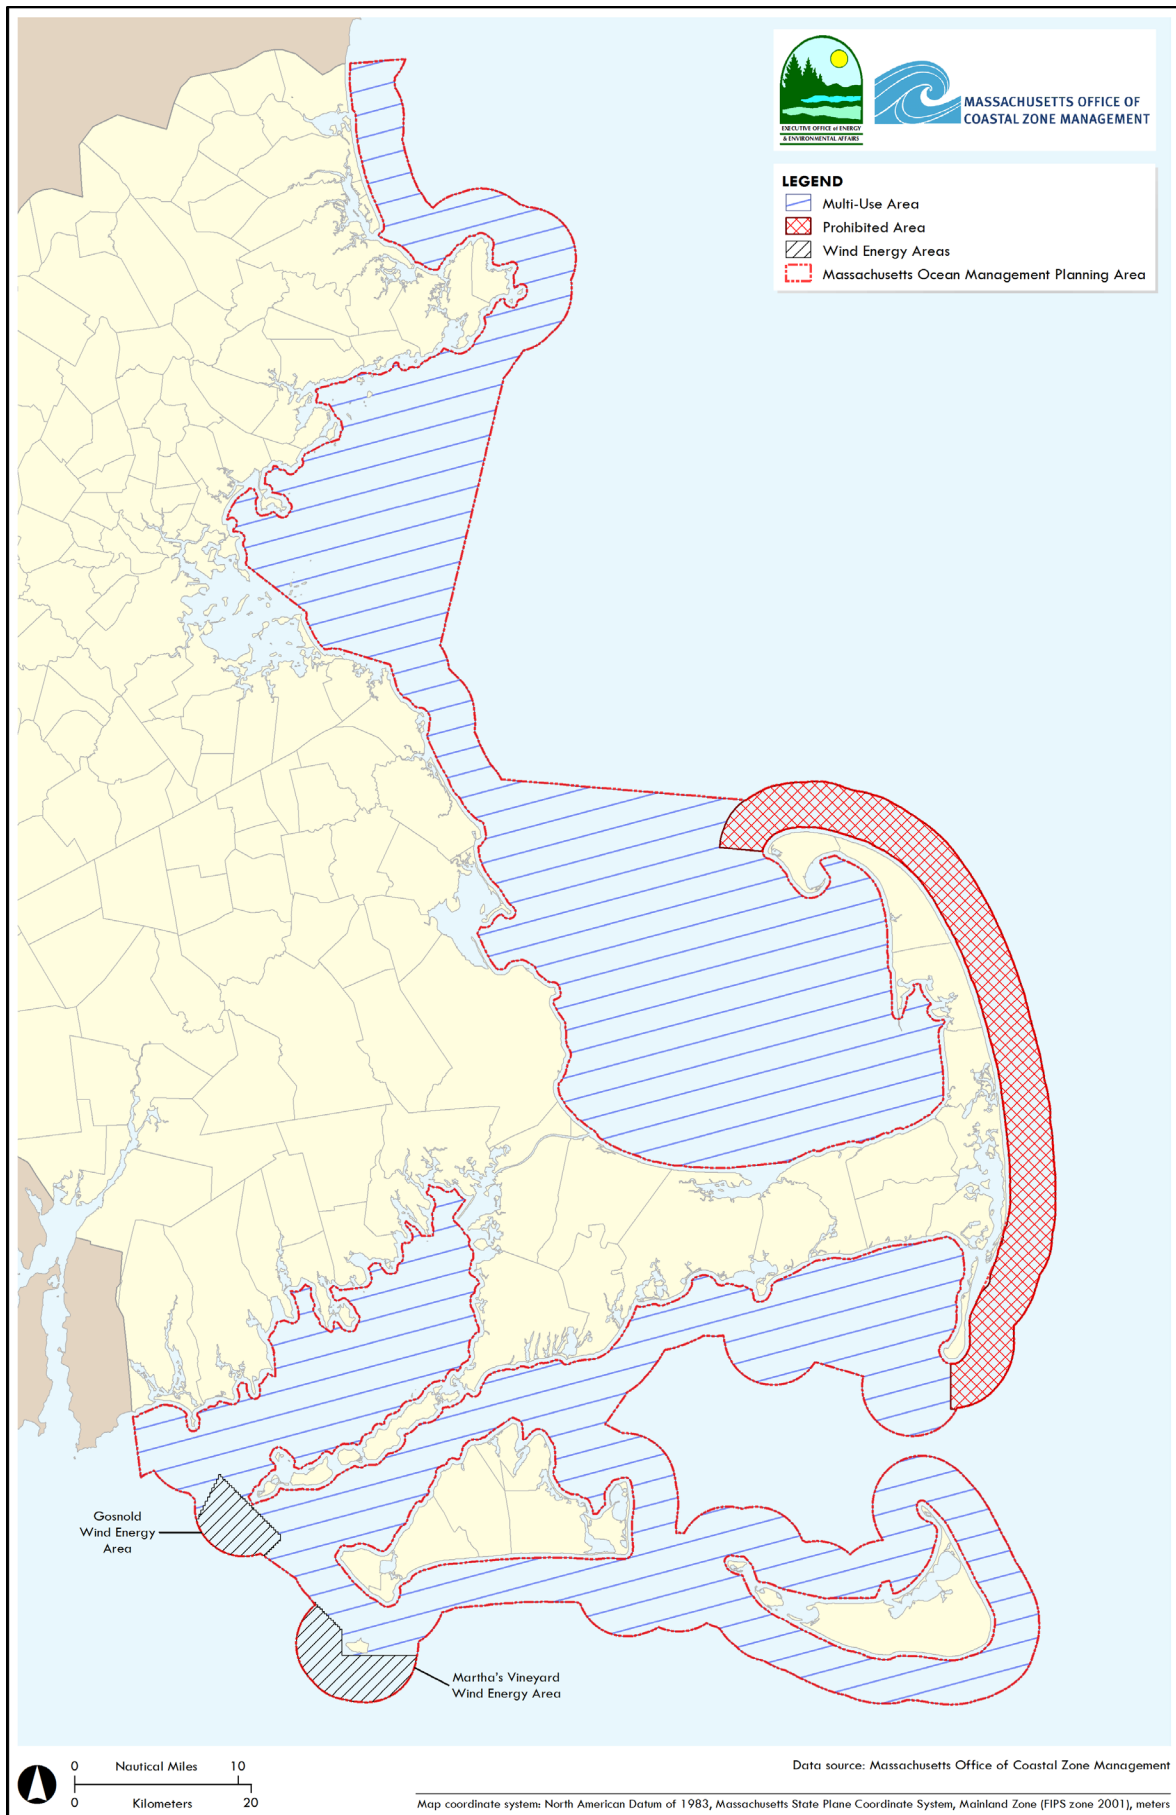 EXECUTIVE OFFICE of ENERGY
& ENVIRONMENTAL AFFAIRS
MASSACHUSETTS OFFICE OF
COASTAL ZONE MANAGEMENT
LEGEND
Multi-Use Area
Prohibited Area
Wind Energy Areas
Massachusetts Ocean Management Planning Area
Gosnold
Wind Energy
Area
Martha's Vineyard
Wind Energy Area
0 Nautical Miles 10
0 Kilometers 20
Data source: Massachusetts Office of Coastal Zone Management
Map coordinate system: North American Datum of 1983, Massachusetts State Plane Coordinate System, Mainland Zone (FIPS zone 2001), meters